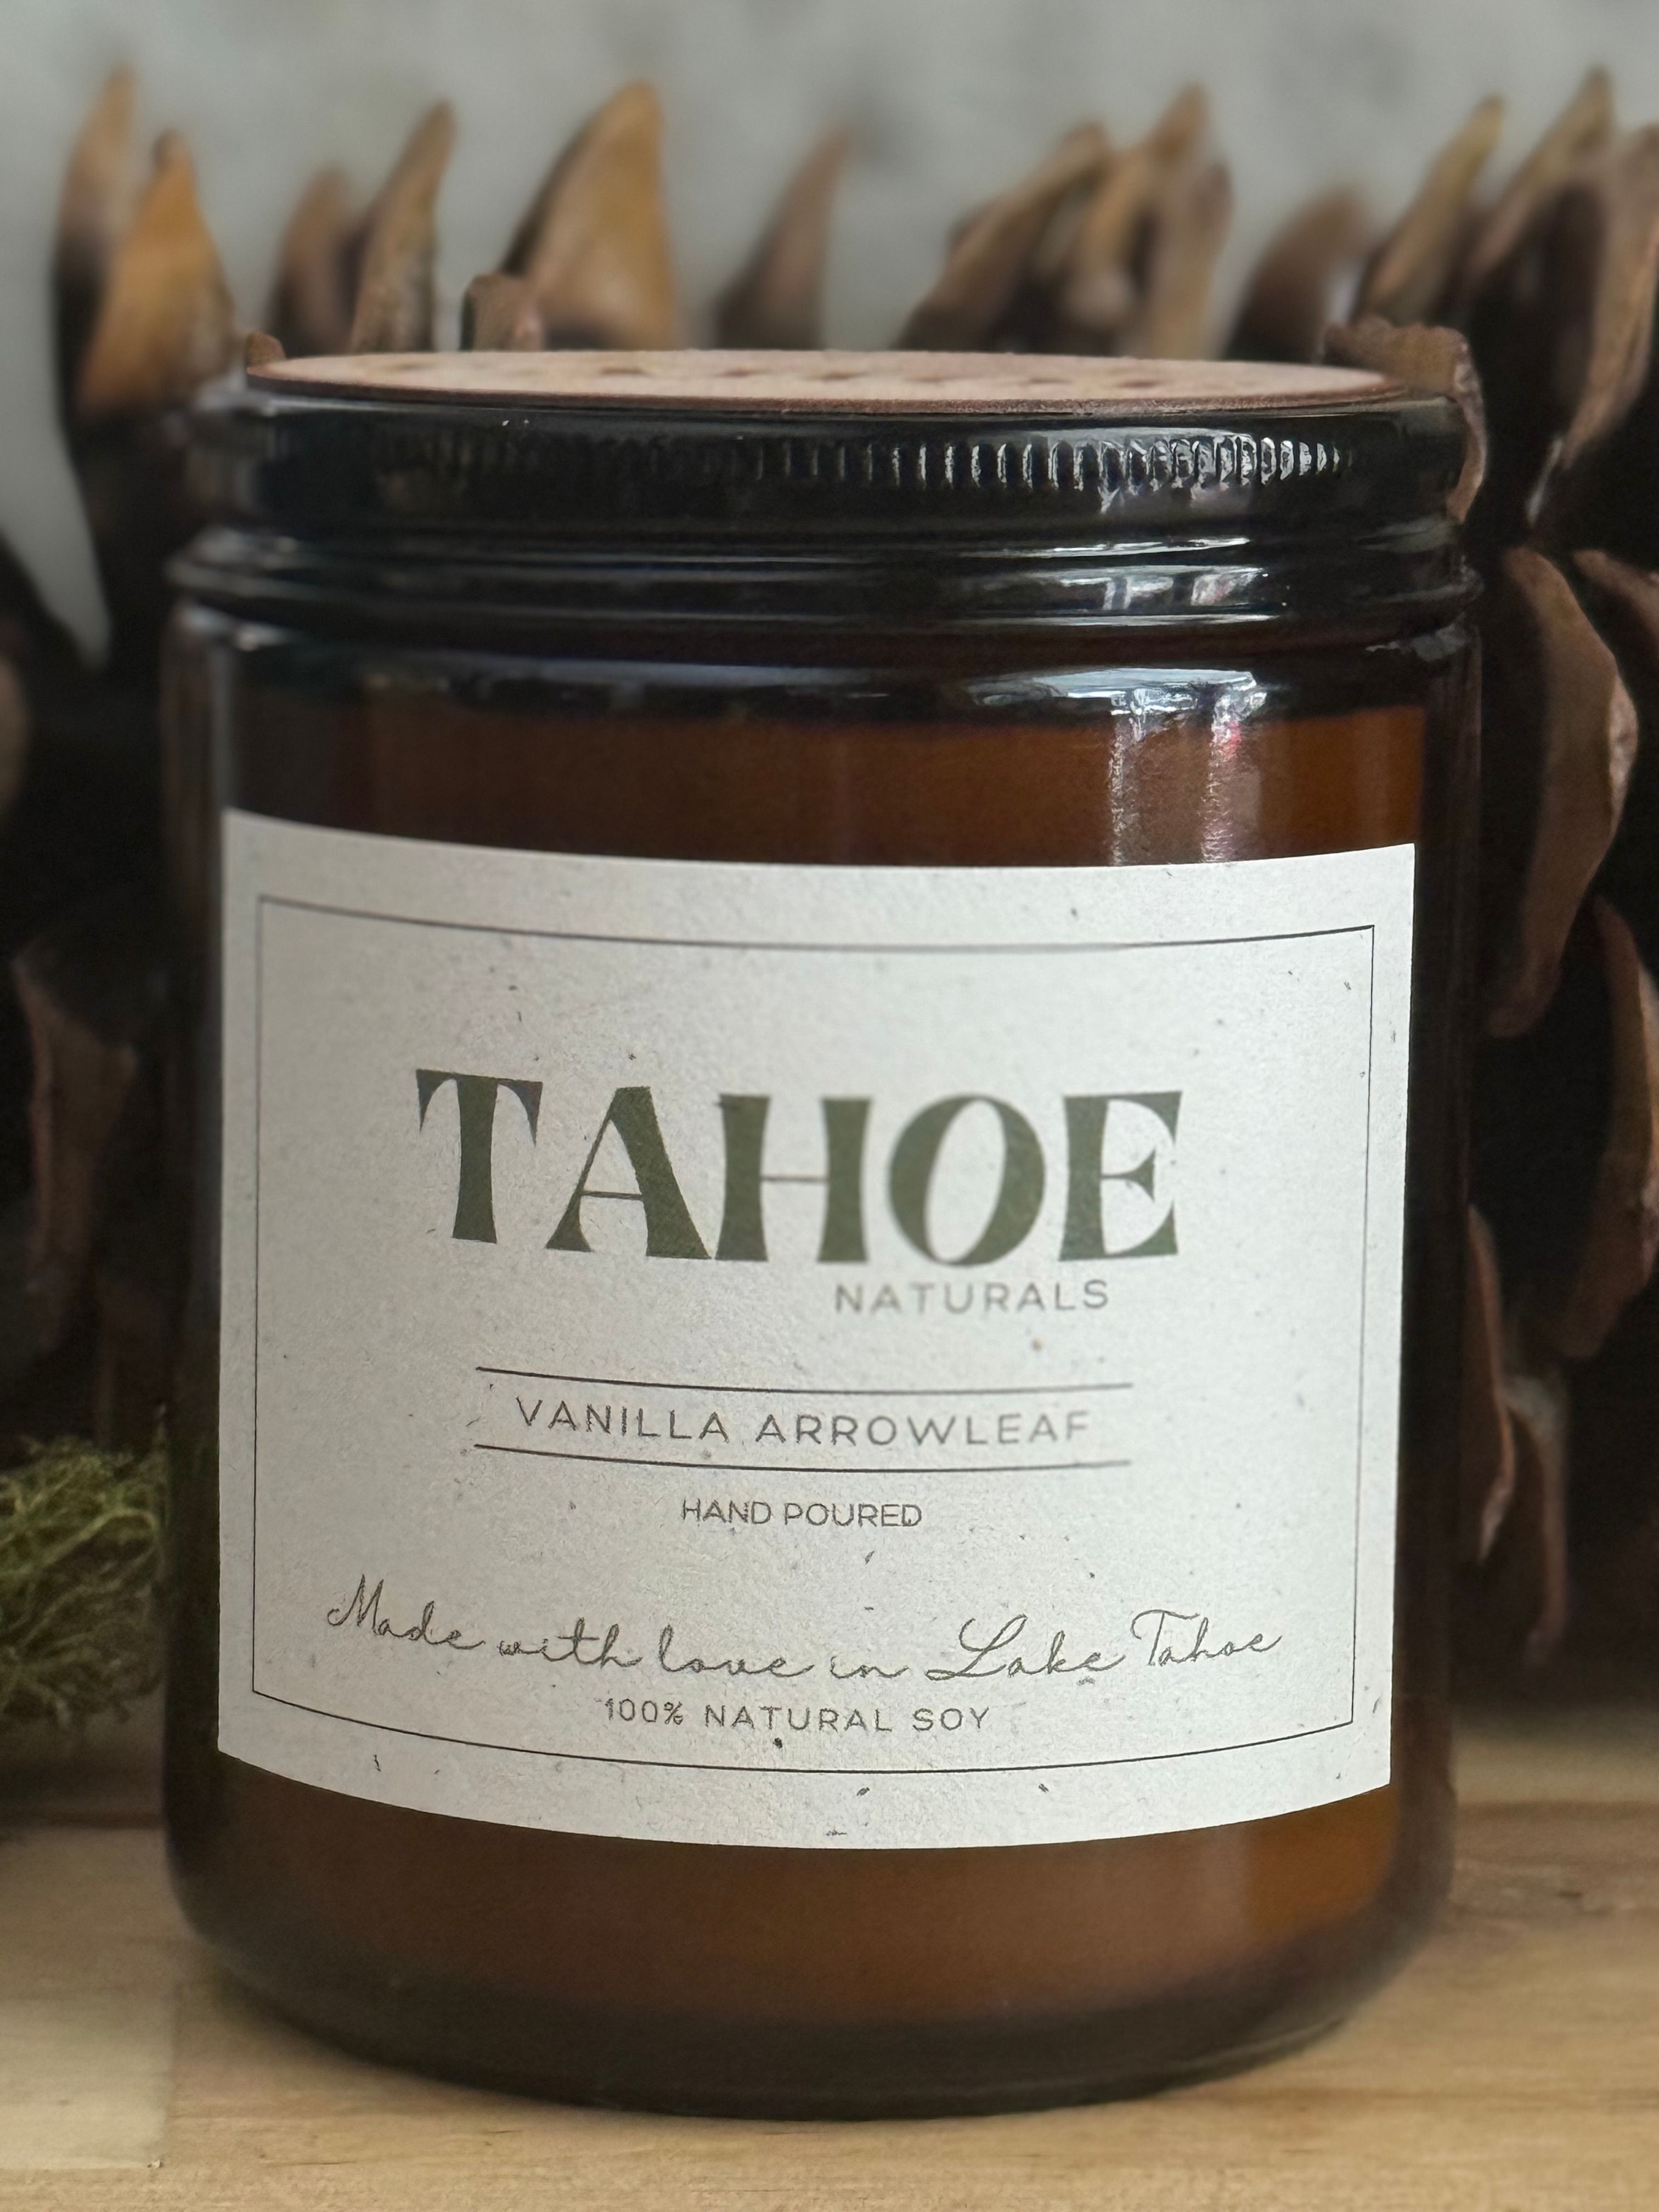 TAHOE
NATURALS
VANILLA ARROWLEAF
HAND POURED
Made with love in Lake Tahoe
100% NATURAL SOY